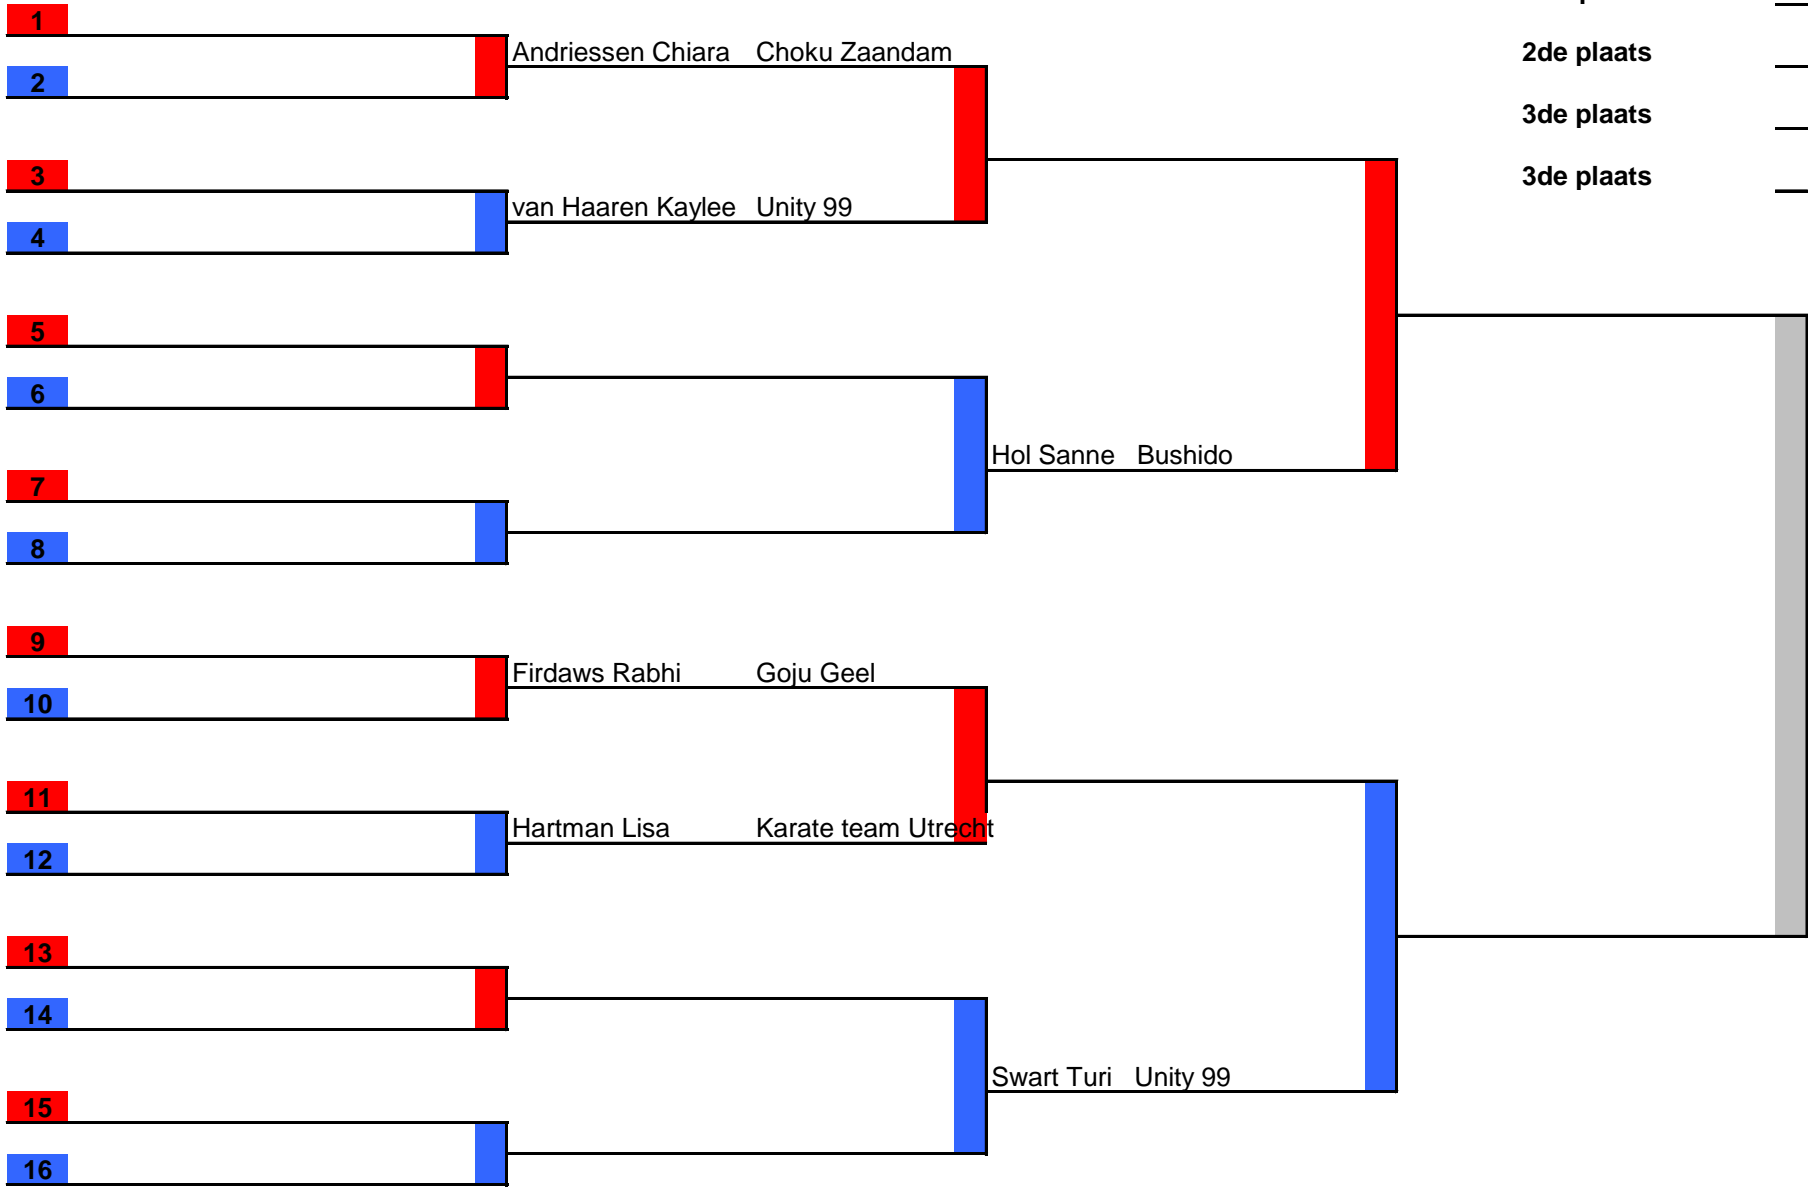 1
Andriessen Chiara Choku Zaandam
2de plaats
2
3de plaats
3
3de plaats
van Haaren Kaylee Unity 99
4
5
6
Hol Sanne Bushido
7
8
9
Firdaws Rabhi Goju Geel
10
11
Hartman Lisa Karate team Utrecht
12
13
14
Swart Turi Unity 99
15
16